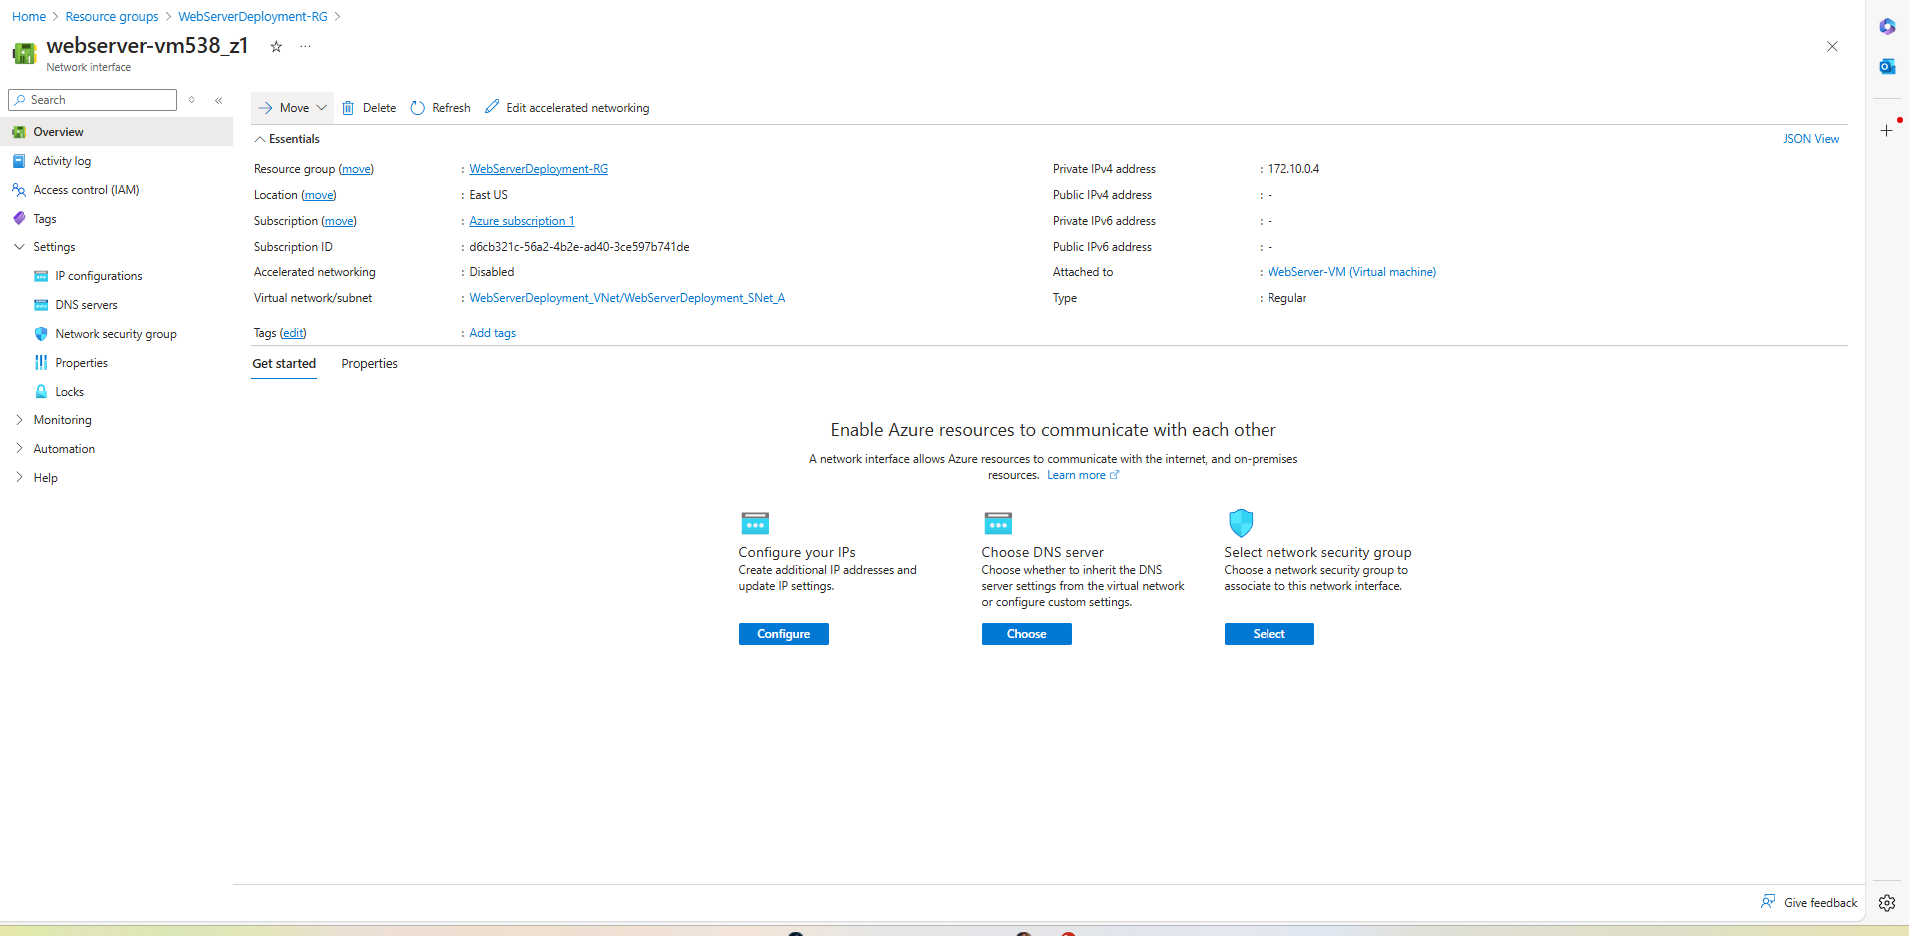 Home > Resource groups > WebServerDeployment-RG >
webserver-vm538_z1 ☆ ...
Network interface
Search
Overview
Activity log
Access control (IAM)
Tags
Settings
IP configurations
DNS servers
Network security group
Properties
Locks
Monitoring
Automation
Help
Move Delete Refresh Edit accelerated networking
Essentials JSON View
Resource group (move) : WebServerDeployment-RG
Location (move) : East US
Subscription (move) : Azure subscription 1
Subscription ID : d6cb321c-56a2-4b2e-ad40-3ce597b741de
Accelerated networking : Disabled
Virtual network/subnet : WebServerDeployment_VNet/WebServerDeployment_SNet_A
Private IPv4 address : 172.10.0.4
Public IPv4 address : -
Private IPv6 address : -
Public IPv6 address : -
Attached to : WebServer-VM (Virtual machine)
Type : Regular
Tags (edit) : Add tags
Get started Properties
Enable Azure resources to communicate with each other
A network interface allows Azure resources to communicate with the internet, and on-premises
resources. Learn more
Configure your IPs
Create additional IP addresses and
update IP settings.
Configure
Choose DNS server
Choose whether to inherit the DNS
server settings from the virtual network
or configure custom settings.
Choose
Select network security group
Choose a network security group to
associate to this network interface.
Select
Give feedback